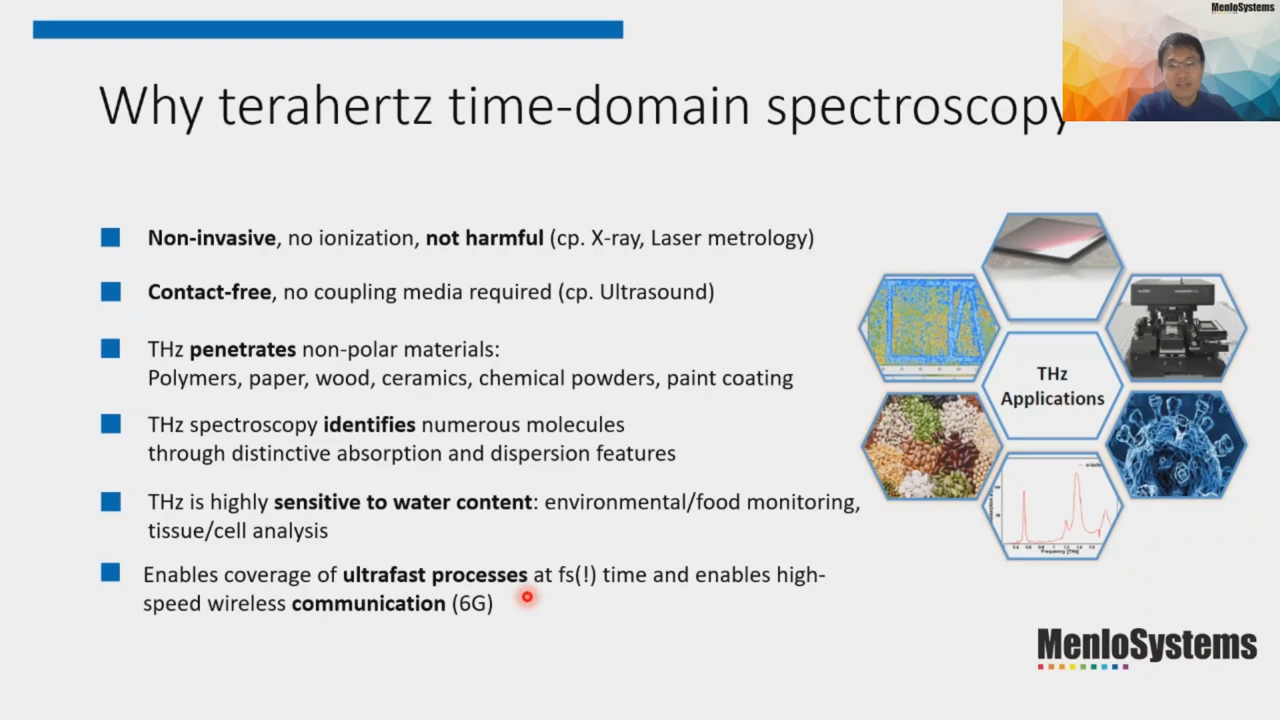 MenloSystems
Why terahertz time-domain spectroscopy
Non-invasive, no ionization, not harmful (cp. X-ray, Laser metrology)
Contact-free, no coupling media required (cp. Ultrasound)
THz penetrates non-polar materials:
Polymers, paper, wood, ceramics, chemical powders, paint coating
THz spectroscopy identifies numerous molecules
through distinctive absorption and dispersion features
THz is highly sensitive to water content: environmental/food monitoring,
tissue/cell analysis
Enables coverage of ultrafast processes at fs(!) time and enables high-
speed wireless communication (6G)
THz
Applications
Frequency [THz]
MenloSystems